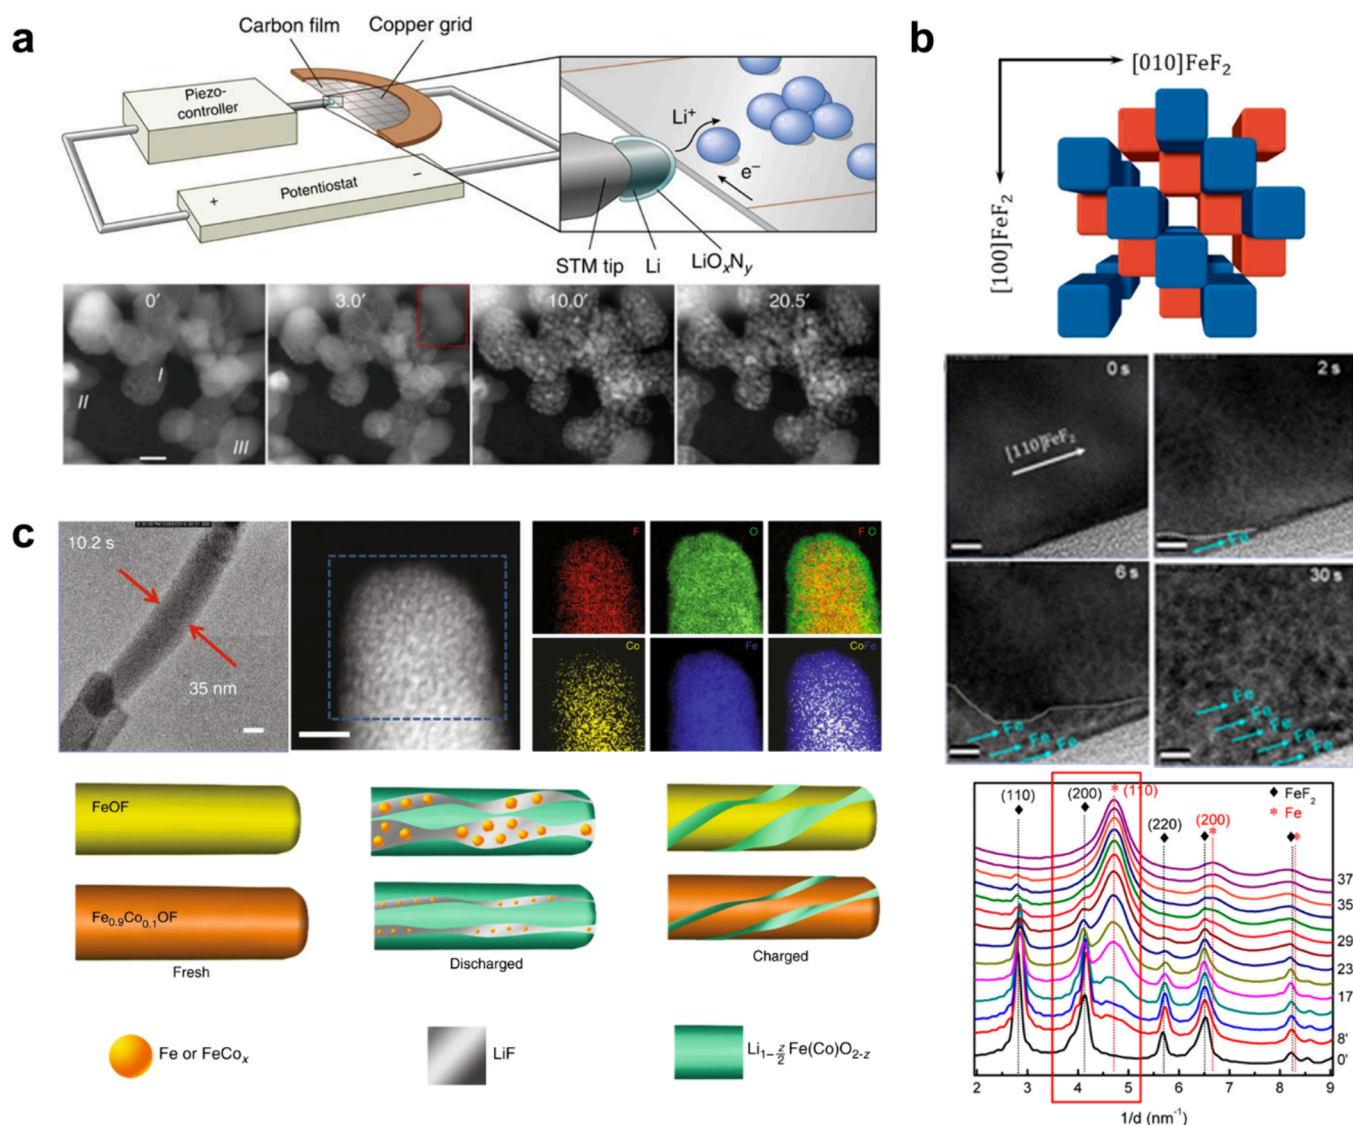 a
Carbon film
Copper grid
Piezo-
controller
Potentiostat
+
−
Li⁺
e⁻
STM tip
Li
LiOₓNᵧ
0′
3.0′
10.0′
20.5′
I
II
III
b
[010]FeF₂
[100]FeF₂
0 s
2 s
[110]FeF₂
Fe
6 s
30 s
Fe
Fe
Fe
Fe
Fe
Fe
Fe
Fe
(110)
(200)
* (110)
(220)
(200)
♦ FeF₂
* Fe
37
35
29
23
17
8'
0'
2 3 4 5 6 7 8 9
1/d (nm⁻¹)
c
10.2 s
35 nm
F
O
F O
Co
Fe
CoFe
FeOF
Fe₀.₉Co₀.₁OF
Fresh
Discharged
Charged
Fe or FeCoₓ
LiF
Li₁₋z/₂Fe(Co)O₂₋z